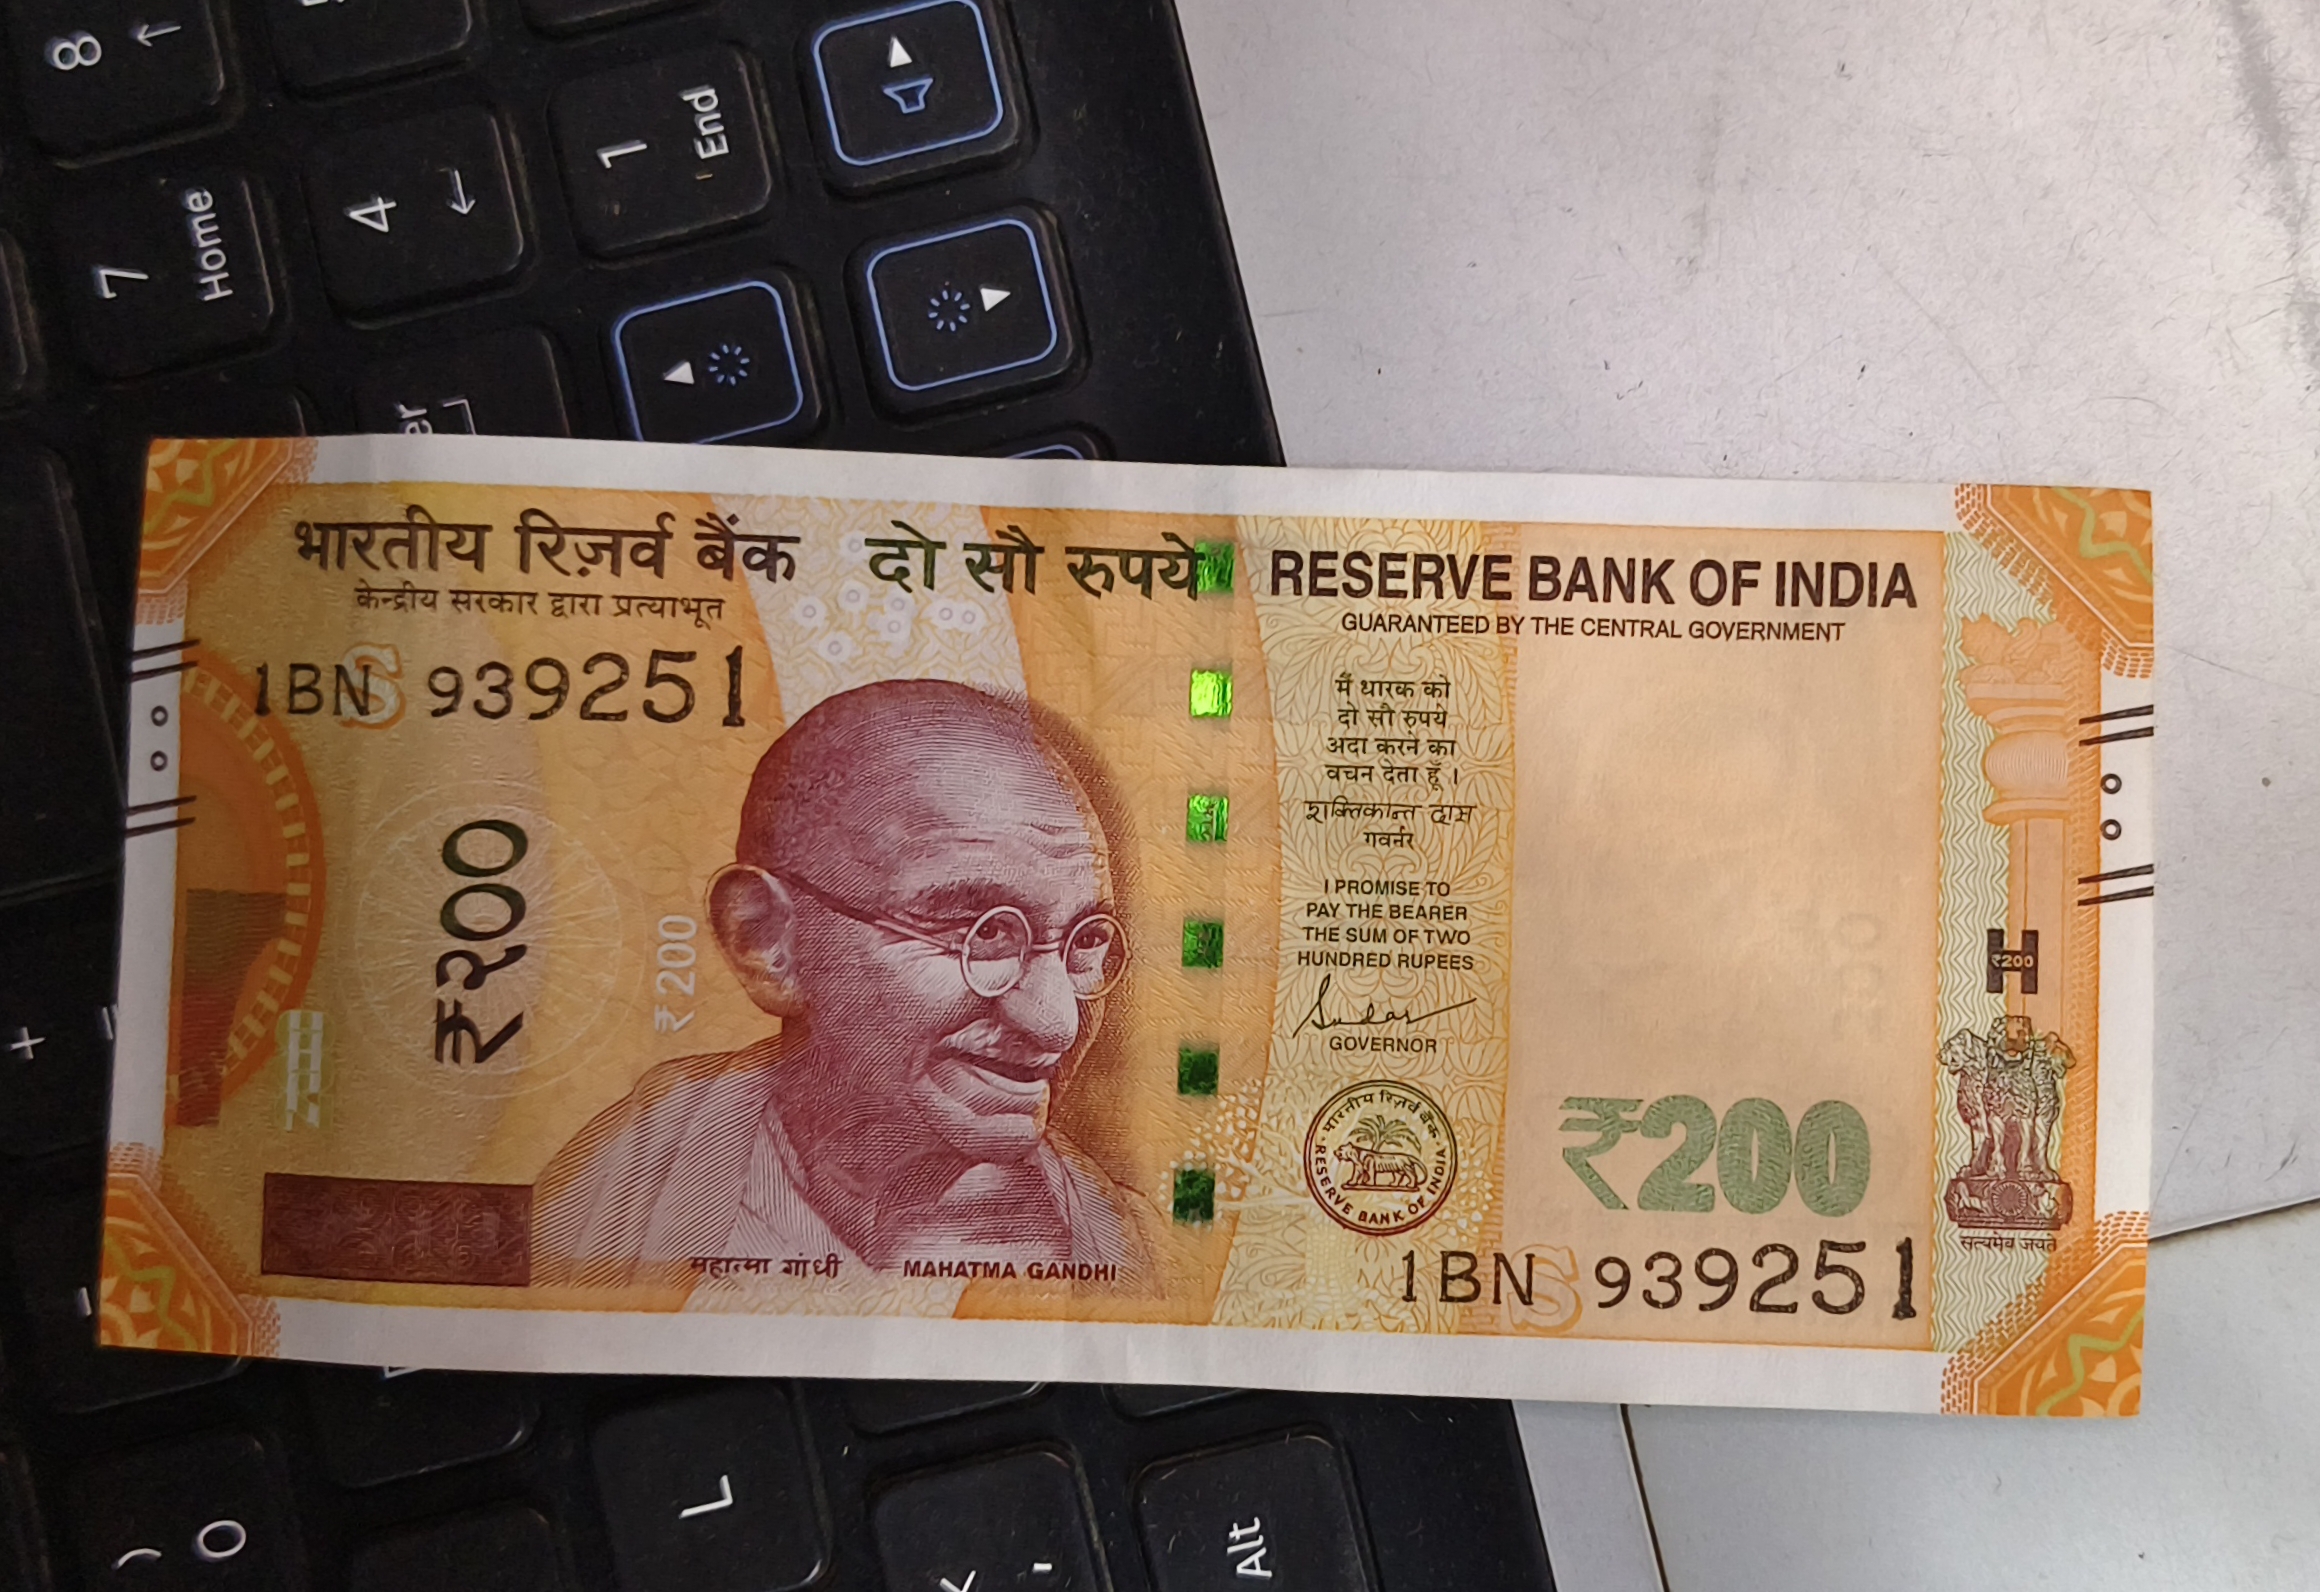 8 ↑
7 Home
4 ←
1 End
भारतीय रिज़र्व बैंक दो सौ रुपये
केन्द्रीय सरकार द्वारा प्रत्याभूत
1BN 939251
₹२००
₹200
महात्मा गांधी MAHATMA GANDHI
RESERVE BANK OF INDIA
GUARANTEED BY THE CENTRAL GOVERNMENT
मैं धारक को
दो सौ रुपये
अदा करने का
वचन देता हूँ ।
शक्तिकान्त दास
गवर्नर
I PROMISE TO
PAY THE BEARER
THE SUM OF TWO
HUNDRED RUPEES
GOVERNOR
भारतीय रिज़र्व बैंक
RESERVE BANK OF INDIA
₹200
1BN S 939251
₹200
सत्यमेव जयते
+ =
) 0
L
Alt